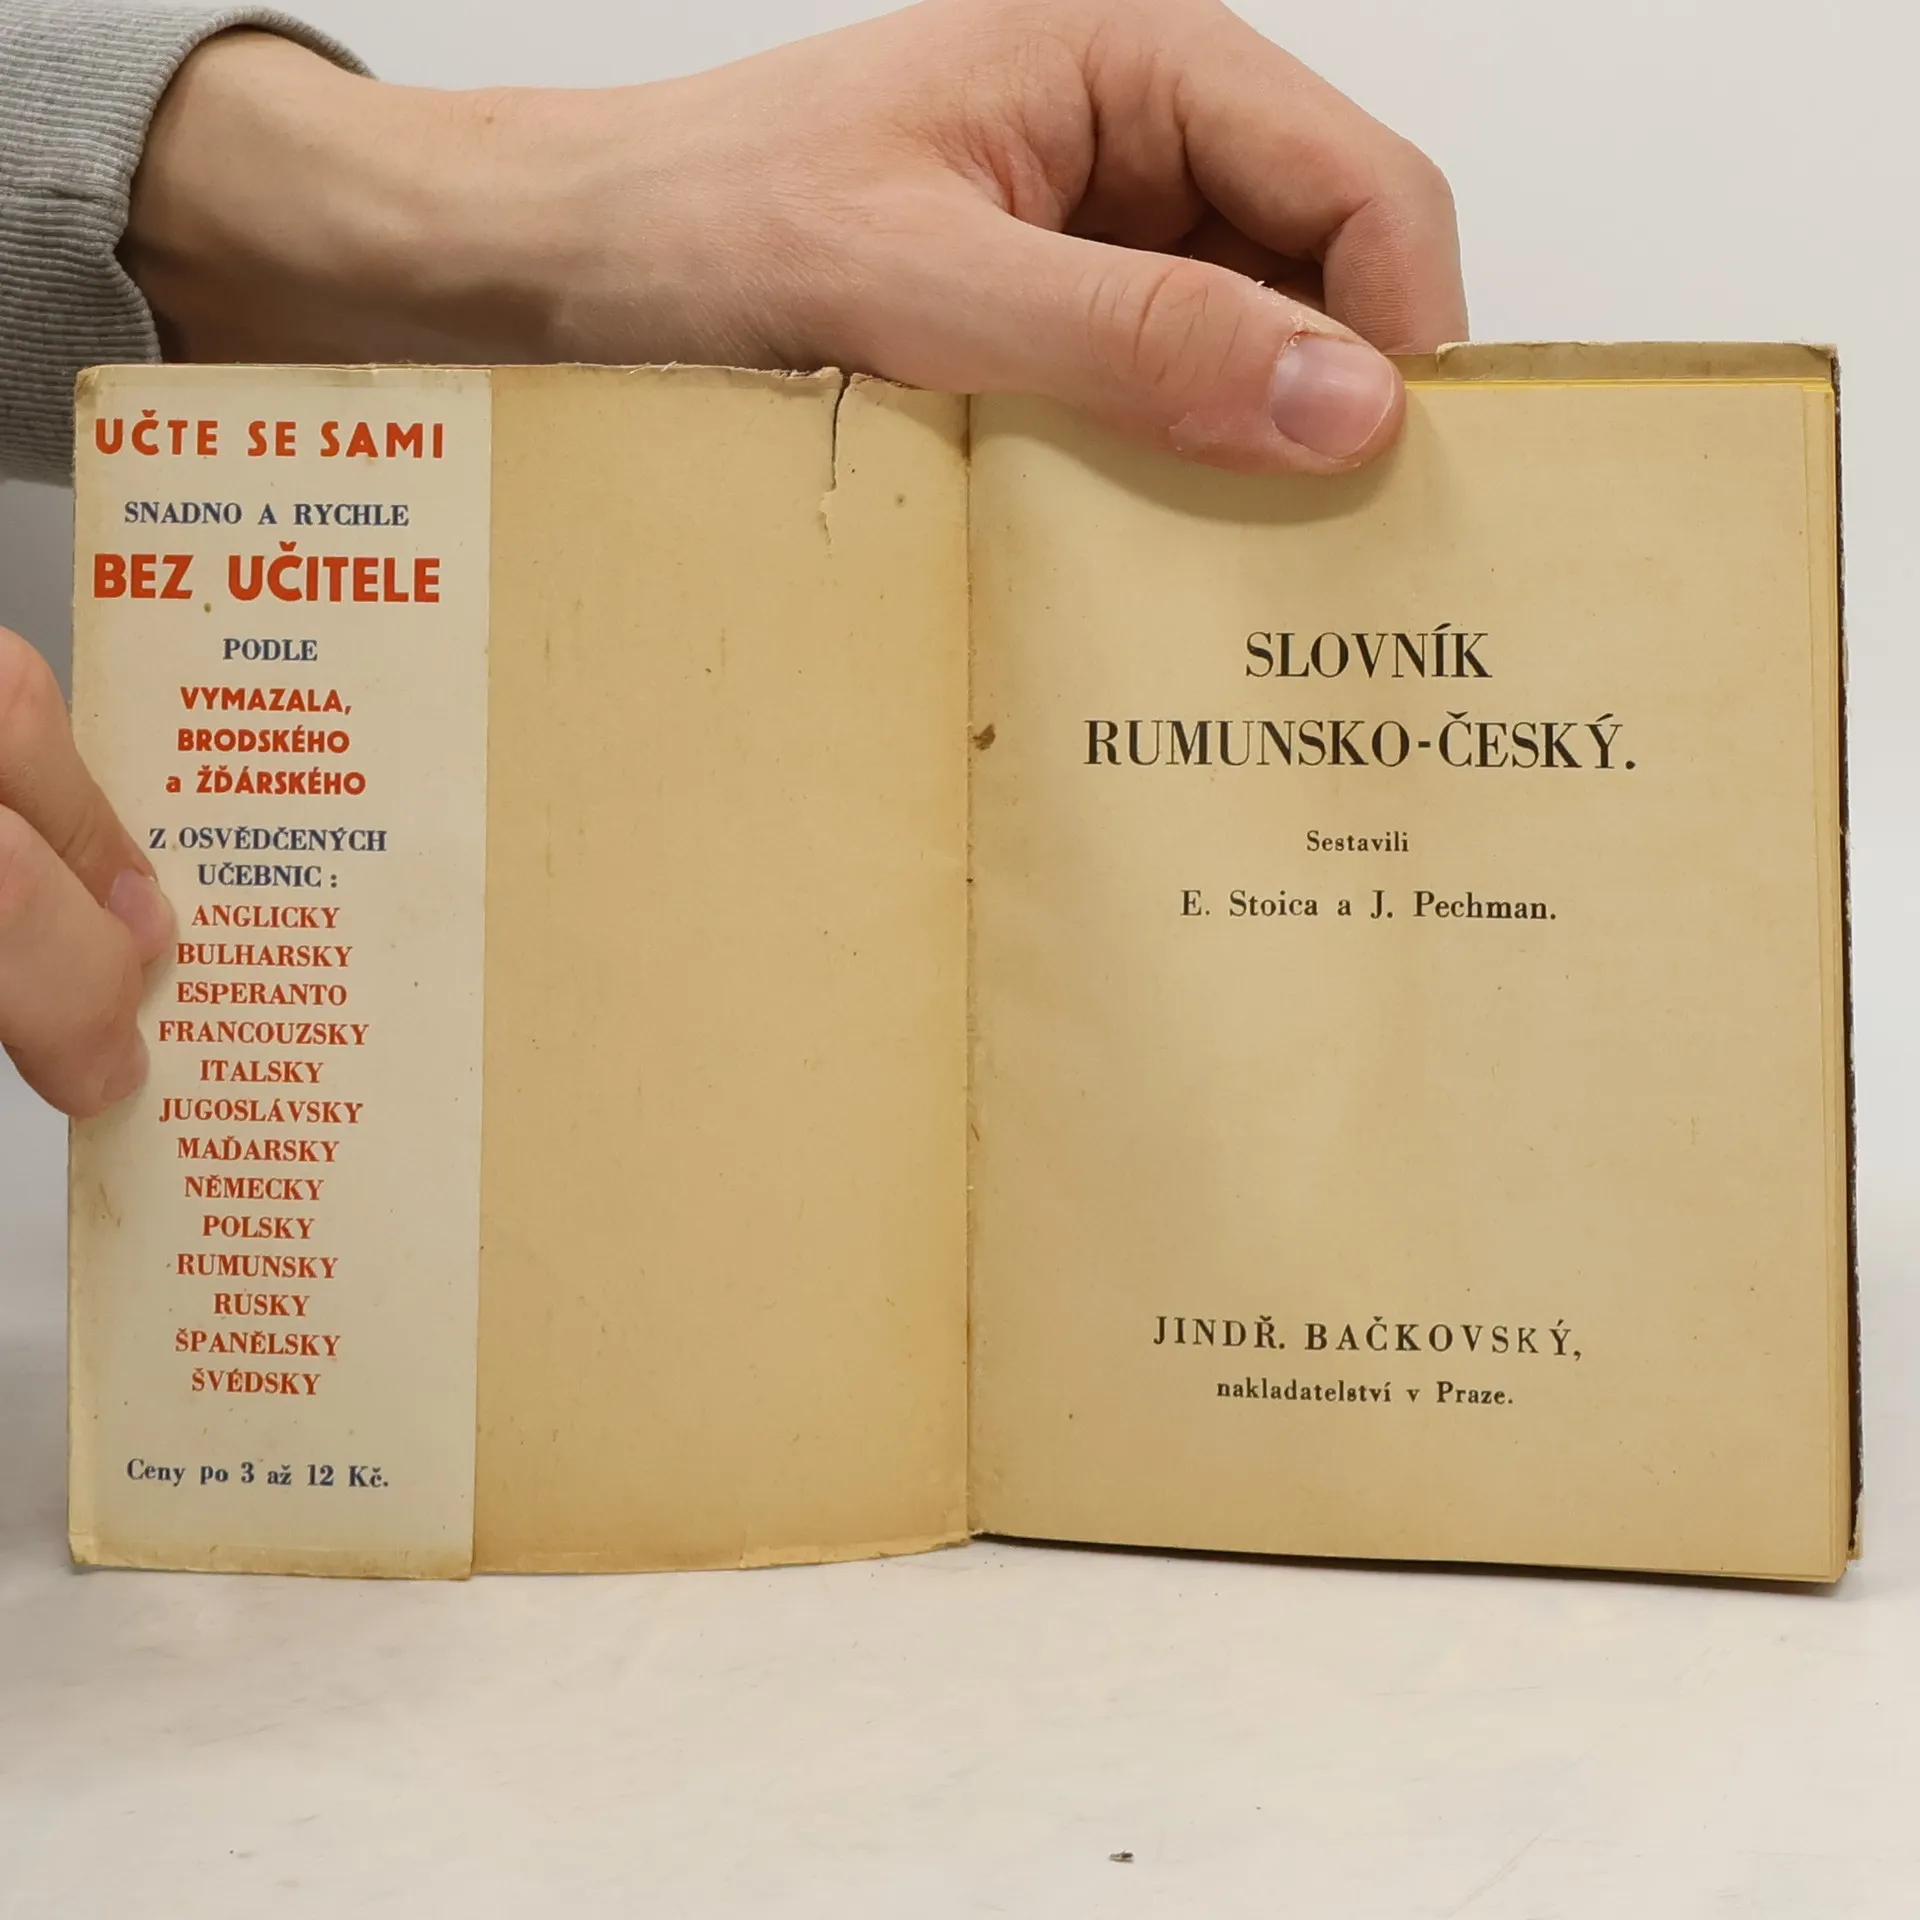 UČTE SE SAMI
SNADNO A RYCHLE
BEZ UČITELE
PODLE
VYMAZALA,
BRODSKÉHO
a ŽĎÁRSKÉHO
Z OSVĚDČENÝCH
UČEBNIC :
ANGLICKY
BULHARSKY
ESPERANTO
FRANCOUZSKY
ITALSKY
JUGOSLÁVSKY
MAĎARSKY
NĚMECKY
POLSKY
RUMUNSKY
RUSKY
ŠPANĚLSKY
ŠVÉDSKY
Ceny po 3 až 12 Kč.
SLOVNÍK
RUMUNSKO-ČESKÝ.
Sestavili
E. Stoica a J. Pechman.
JINDŘ. BAČKOVSKÝ,
nakladatelství v Praze.